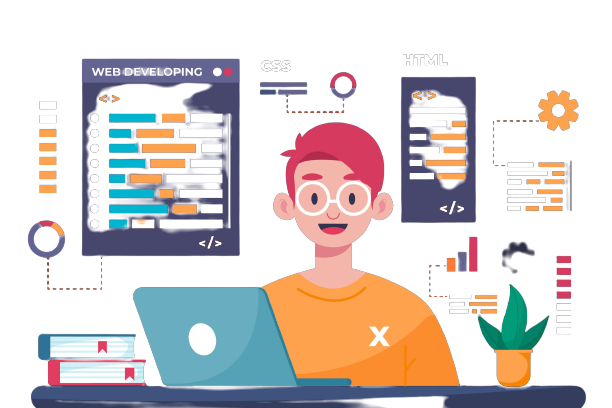 WEB DEVELOPING
CSS
HTML
</>
</>
X